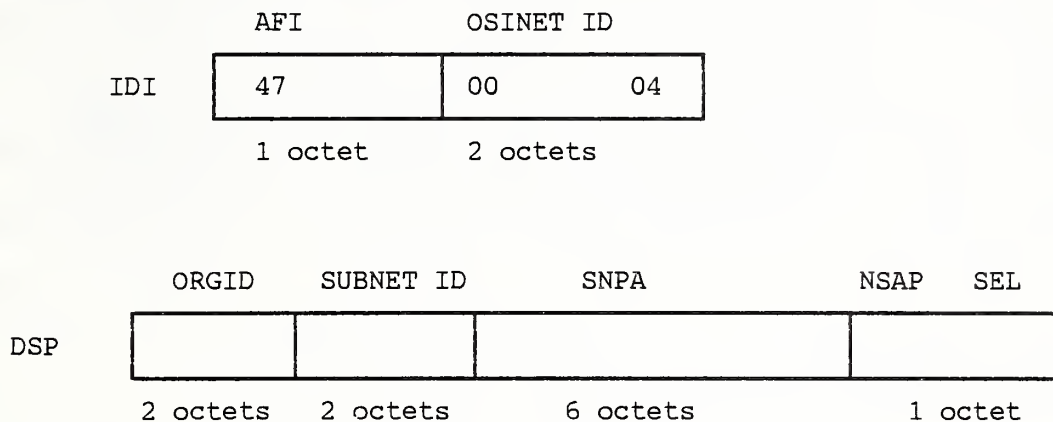 AFI OSINET ID
IDI 47 00 04
1 octet 2 octets
ORGID SUBNET ID SNPA NSAP SEL
DSP
2 octets 2 octets 6 octets 1 octet